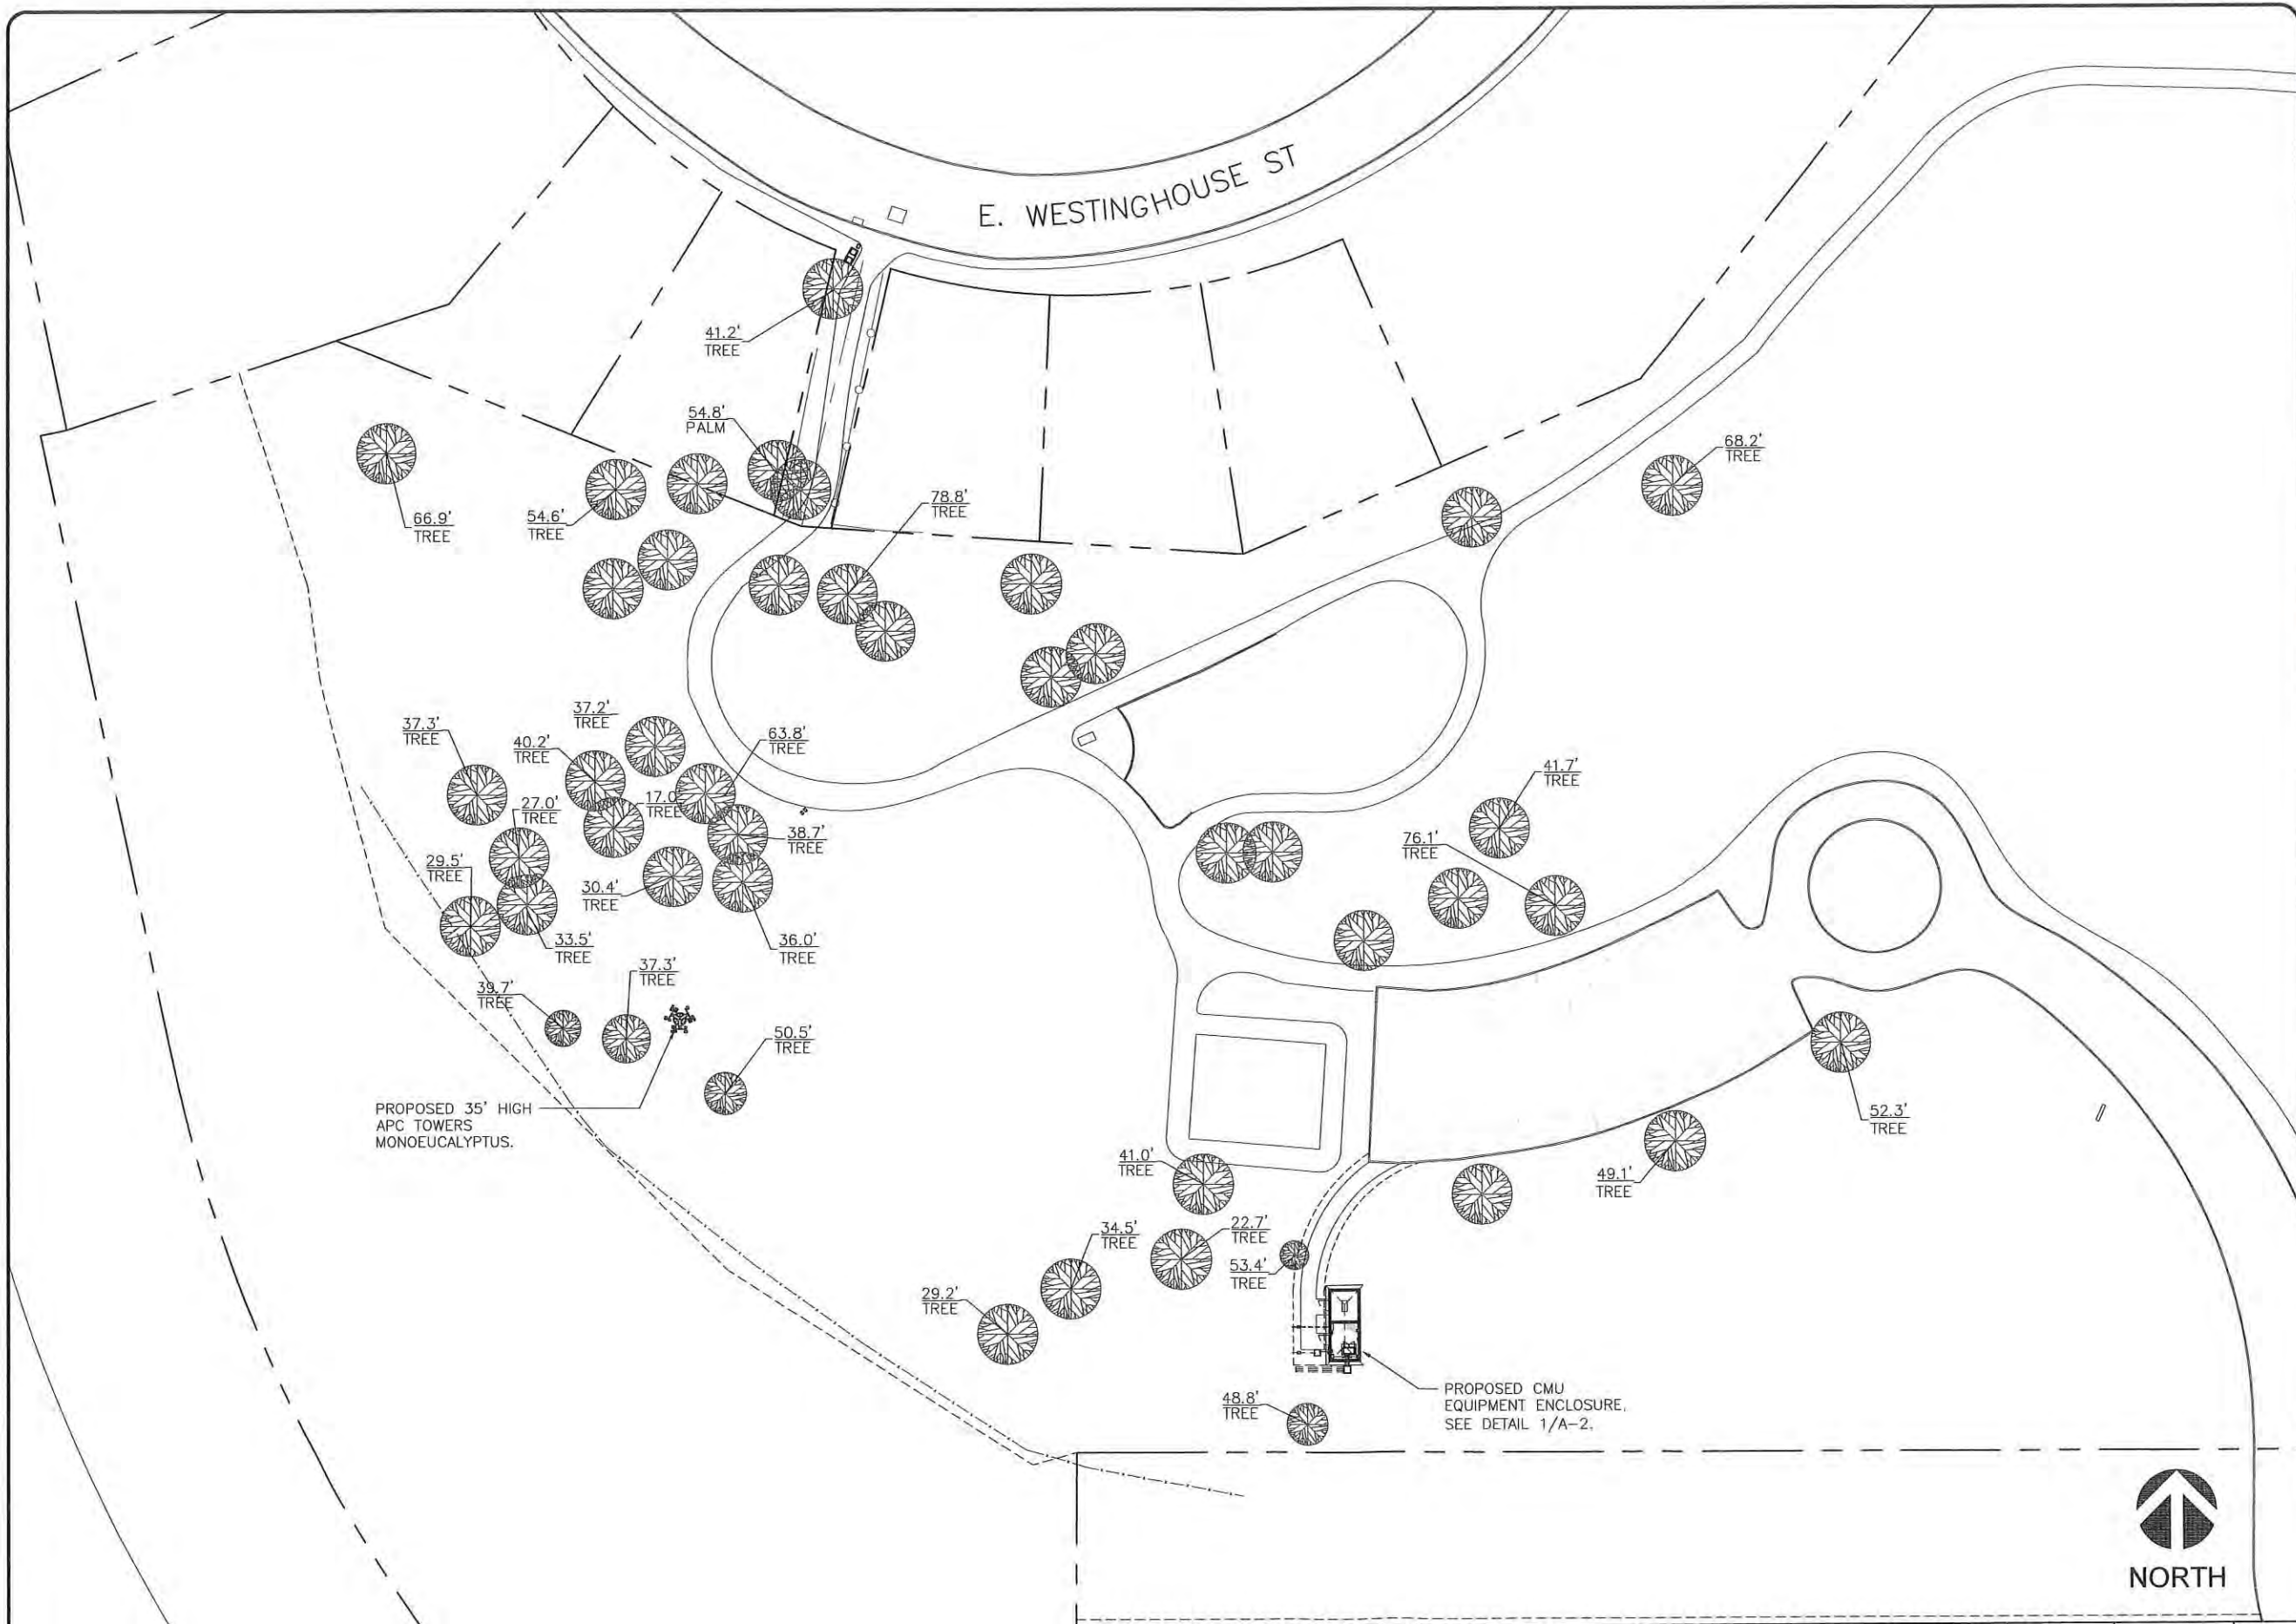 E. WESTINGHOUSE ST
41.2'
TREE
54.8'
PALM
68.2'
TREE
66.9'
TREE
54.6'
TREE
78.8'
TREE
37.2'
TREE
37.3'
TREE
40.2'
TREE
63.8'
TREE
17.0'
TREE
27.0'
TREE
38.7'
TREE
29.5'
TREE
30.4'
TREE
33.5'
TREE
36.0'
TREE
41.7'
TREE
76.1'
TREE
39.7'
TREE
37.3'
TREE
50.5'
TREE
PROPOSED 35' HIGH
APC TOWERS
MONOEUCALYPTUS.
52.3'
TREE
41.0'
TREE
49.1'
TREE
34.5'
TREE
22.7'
TREE
53.4'
TREE
29.2'
TREE
48.8'
TREE
PROPOSED CMU
EQUIPMENT ENCLOSURE,
SEE DETAIL 1/A-2.
NORTH